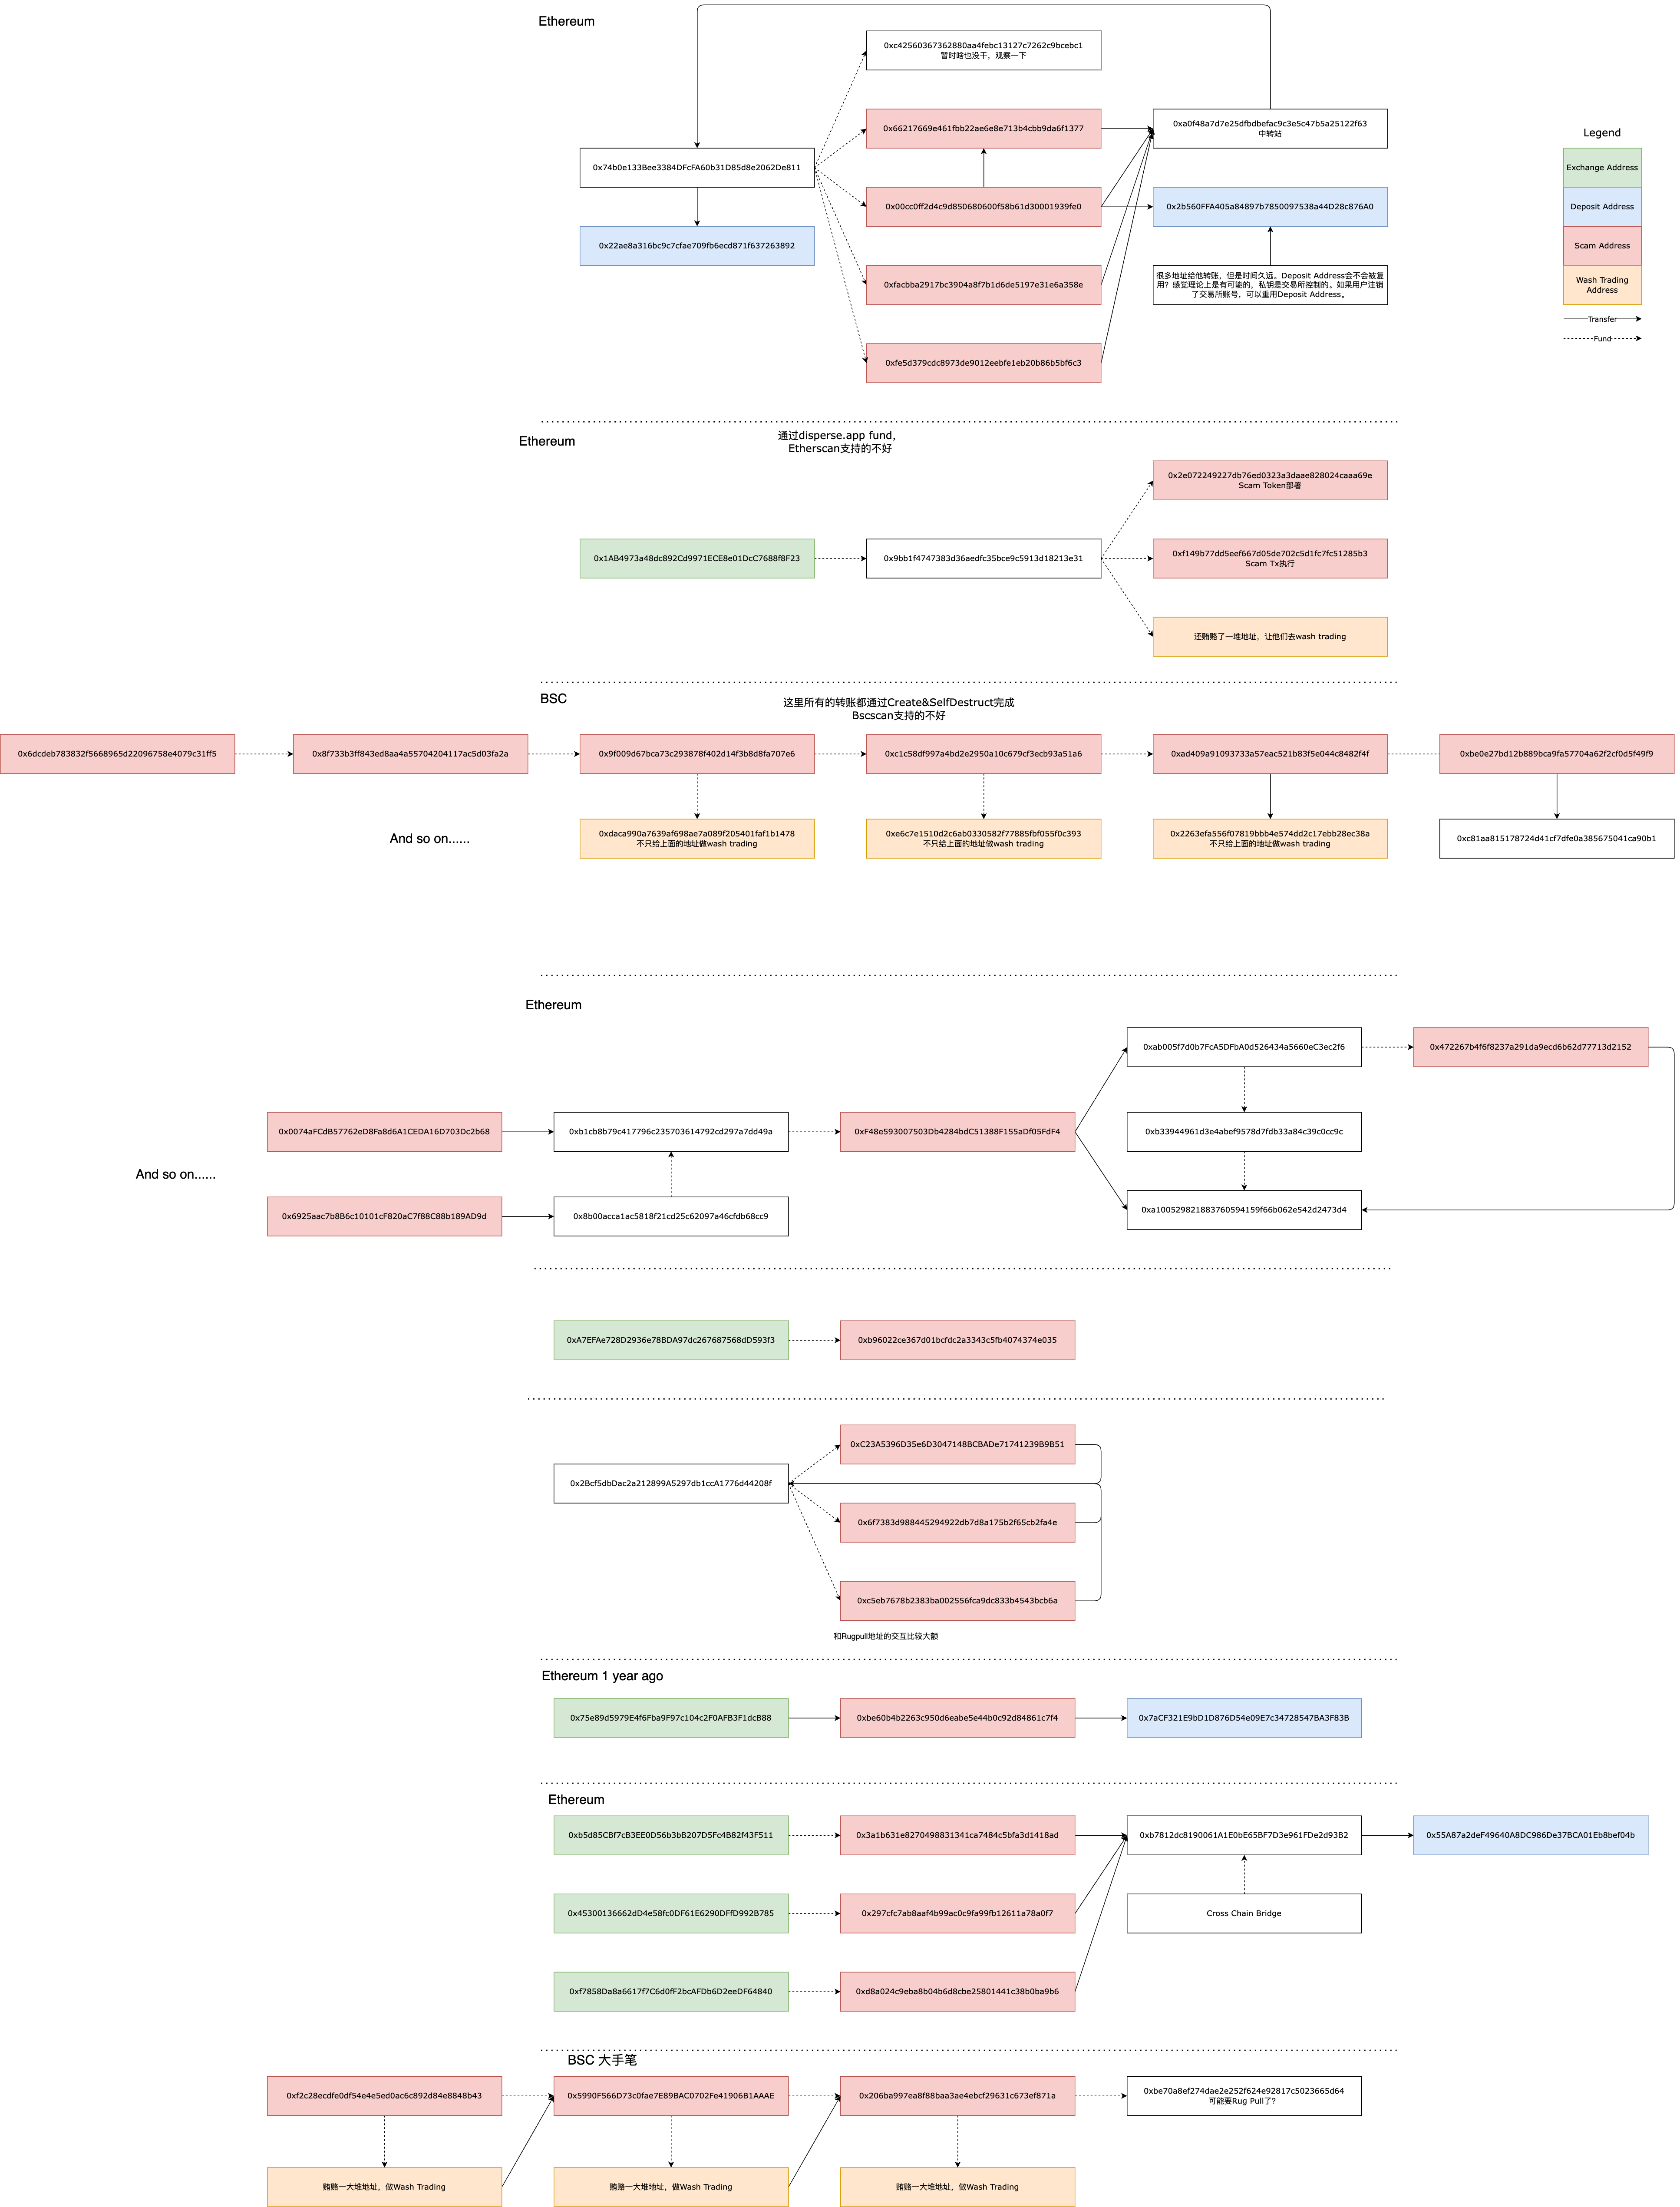 Ethereum
0xc42560367362880aa4febc13127c7262c9bcebc1
暂时啥也没干，观察一下
0x66217669e461fbb22ae6e8e713b4cbb9da6f1377
0xa0f48a7d7e25dfbdbefac9c3e5c47b5a25122f63
中转站
Legend
0x74b0e133Bee3384DFcFA60b31D85d8e2062De811
Exchange Address
0x00cc0ff2d4c9d850680600f58b61d30001939fe0
0x2b560FFA405a84897b7850097538a44D28c876A0
Deposit Address
0x22ae8a316bc9c7cfae709fb6ecd871f637263892
Scam Address
0xfacbba2917bc3904a8f7b1d6de5197e31e6a358e
很多地址给他转账，但是时间久远。Deposit Address会不会被复
用？感觉理论上是有可能的，私钥是交易所控制的。如果用户注销
了交易所账号，可以重用Deposit Address。
Wash Trading
Address
Transfer
Fund
0xfe5d379cdc8973de9012eebfe1eb20b86b5bf6c3
Ethereum
通过disperse.app fund，
Etherscan支持的不好
0x2e072249227db76ed0323a3daae828024caaa69e
Scam Token部署
0x1AB4973a48dc892Cd9971ECE8e01DcC7688f8F23
0x9bb1f4747383d36aedfc35bce9c5913d18213e31
0xf149b77dd5eef667d05de702c5d1fc7fc51285b3
Scam Tx执行
还贿赂了一堆地址，让他们去wash trading
BSC
这里所有的转账都通过Create&SelfDestruct完成
Bscscan支持的不好
0x6dcdeb783832f5668965d22096758e4079c31ff5
0x8f733b3ff843ed8aa4a55704204117ac5d03fa2a
0x9f009d67bca73c293878f402d14f3b8d8fa707e6
0xc1c58df997a4bd2e2950a10c679cf3ecb93a51a6
0xad409a91093733a57eac521b83f5e044c8482f4f
0xbe0e27bd12b889bca9fa57704a62f2cf0d5f49f9
And so on......
0xdaca990a7639af698ae7a089f205401faf1b1478
不只给上面的地址做wash trading
0xe6c7e1510d2c6ab0330582f77885fbf055f0c393
不只给上面的地址做wash trading
0x2263efa556f07819bbb4e574dd2c17ebb28ec38a
不只给上面的地址做wash trading
0xc81aa815178724d41cf7dfe0a385675041ca90b1
Ethereum
0xab005f7d0b7FcA5DFbA0d526434a5660eC3ec2f6
0x472267b4f6f8237a291da9ecd6b62d77713d2152
0x0074aFCdB57762eD8Fa8d6A1CEDA16D703Dc2b68
0xb1cb8b79c417796c235703614792cd297a7dd49a
0xF48e593007503Db4284bdC51388F155aDf05FdF4
0xb33944961d3e4abef9578d7fdb33a84c39c0cc9c
And so on......
0x6925aac7b8B6c10101cF820aC7f88C88b189AD9d
0x8b00acca1ac5818f21cd25c62097a46cfdb68cc9
0xa100529821883760594159f66b062e542d2473d4
0xA7EFAe728D2936e78BDA97dc267687568dD593f3
0xb96022ce367d01bcfdc2a3343c5fb4074374e035
0xC23A5396D35e6D3047148BCBADe71741239B9B51
0x2Bcf5dbDac2a212899A5297db1ccA1776d44208f
0x6f7383d988445294922db7d8a175b2f65cb2fa4e
0xc5eb7678b2383ba002556fca9dc833b4543bcb6a
和Rugpull地址的交互比较大额
Ethereum 1 year ago
0x75e89d5979E4f6Fba9F97c104c2F0AFB3F1dcB88
0xbe60b4b2263c950d6eabe5e44b0c92d84861c7f4
0x7aCF321E9bD1D876D54e09E7c34728547BA3F83B
Ethereum
0xb5d85CBf7cB3EE0D56b3bB207D5Fc4B82f43F511
0x3a1b631e8270498831341ca7484c5bfa3d1418ad
0xb7812dc8190061A1E0bE65BF7D3e961FDe2d93B2
0x55A87a2deF49640A8DC986De37BCA01Eb8bef04b
0x45300136662dD4e58fc0DF61E6290DFfD992B785
0x297cfc7ab8aaf4b99ac0c9fa99fb12611a78a0f7
Cross Chain Bridge
0xf7858Da8a6617f7C6d0fF2bcAFDb6D2eeDF64840
0xd8a024c9eba8b04b6d8cbe25801441c38b0ba9b6
BSC 大手笔
0xf2c28ecdfe0df54e4e5ed0ac6c892d84e8848b43
0x5990F566D73c0fae7E89BAC0702Fe41906B1AAAE
0x206ba997ea8f88baa3ae4ebcf29631c673ef871a
0xbe70a8ef274dae2e252f624e92817c5023665d64
可能要Rug Pull了？
贿赂一大堆地址，做Wash Trading
贿赂一大堆地址，做Wash Trading
贿赂一大堆地址，做Wash Trading